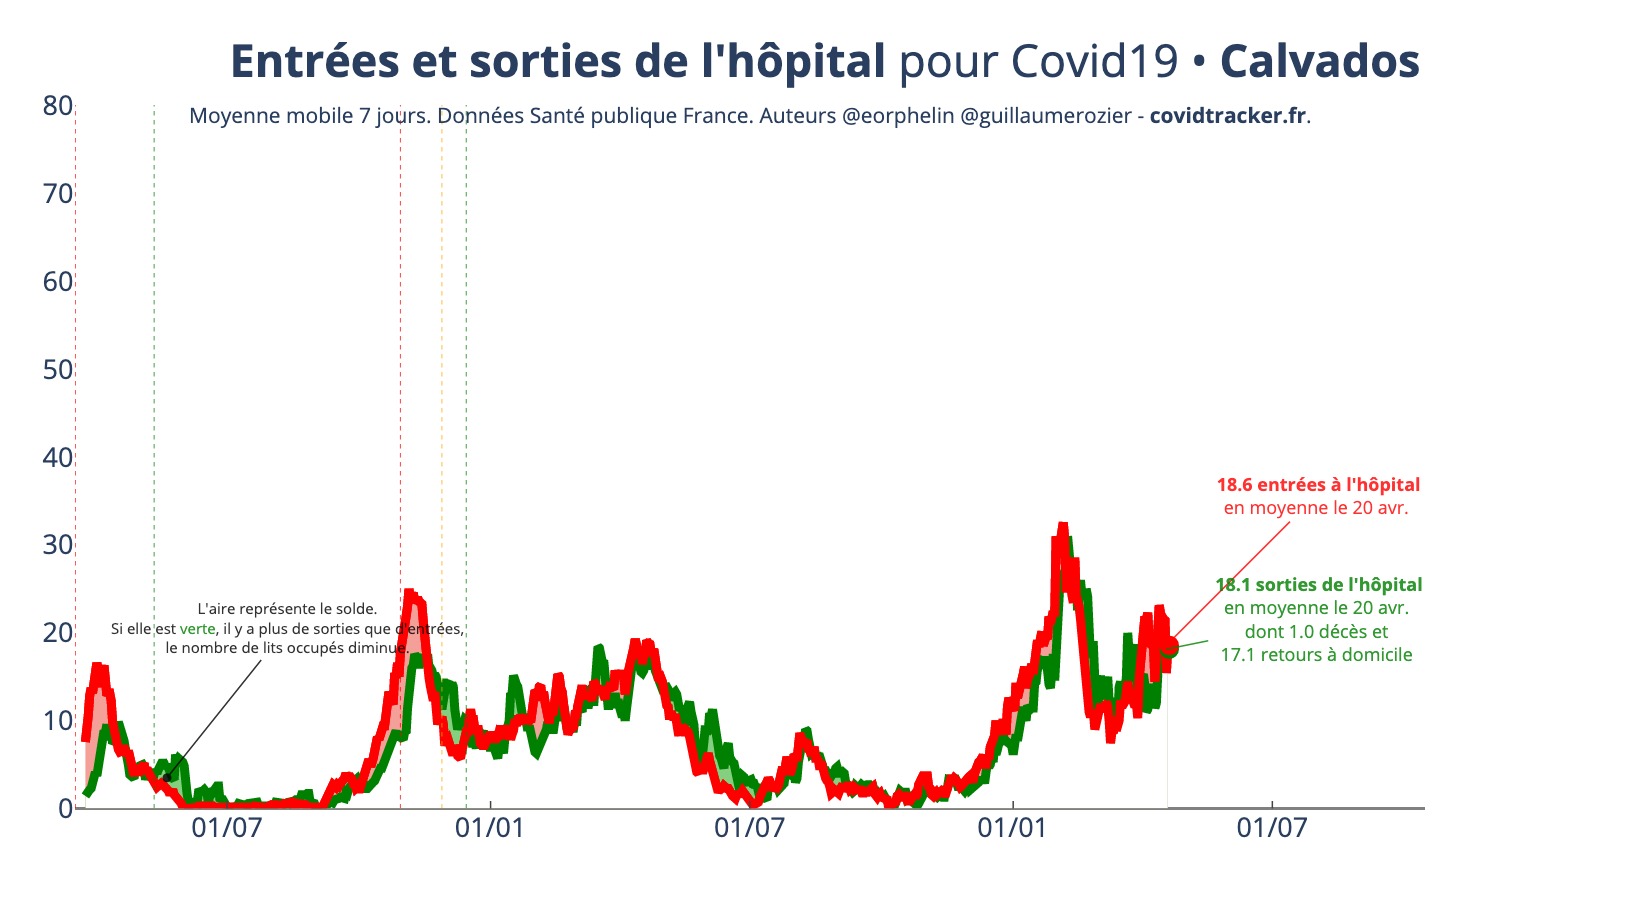 Entrées et sorties de l'hôpital pour Covid19 • Calvados
Moyenne mobile 7 jours. Données Santé publique France. Auteurs @eorphelin @guillaumerozier - covidtracker.fr.
80
70
60
50
40
30
20
10
0
18.6 entrées à l'hôpital
en moyenne le 20 avr.
18.1 sorties de l'hôpital
en moyenne le 20 avr.
dont 1.0 décès et
17.1 retours à domicile
L'aire représente le solde.
Si elle est verte, il y a plus de sorties que d'entrées,
le nombre de lits occupés diminue.
01/07
01/01
01/07
01/01
01/07